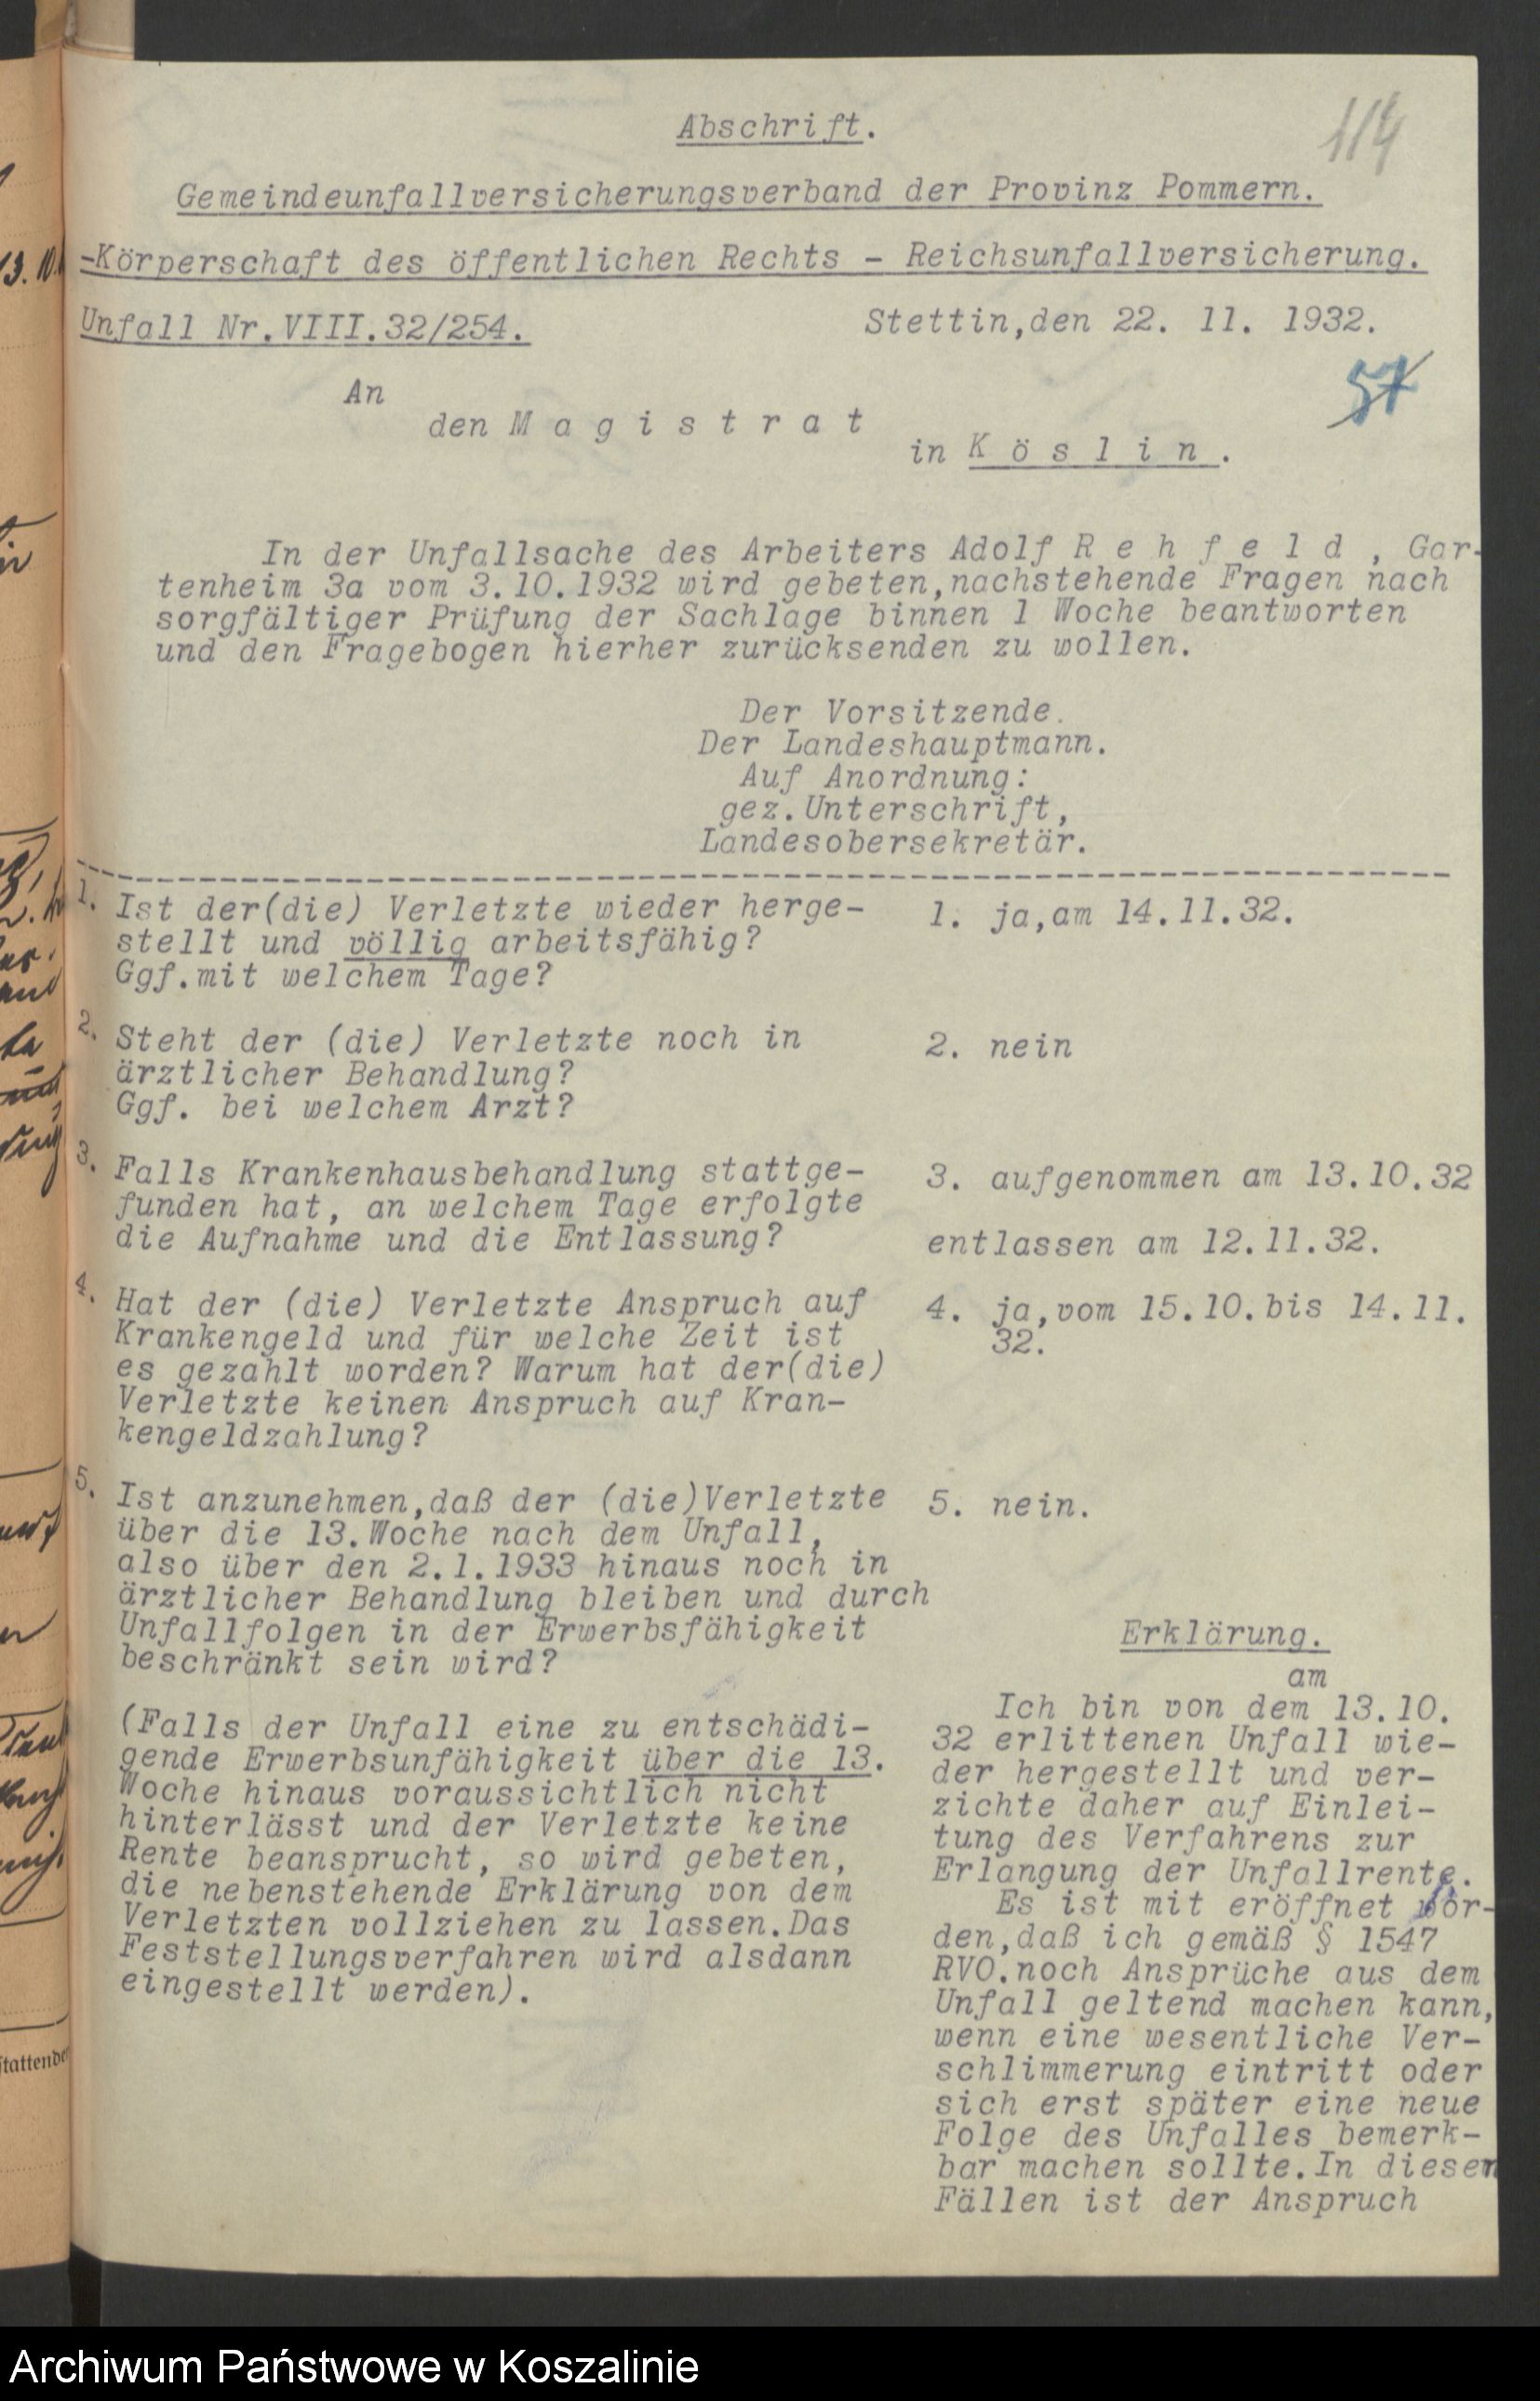 114
Abschrift.
Gemeindeunfallversicherungsverband der Provinz Pommern.
-Körperschaft des öffentlichen Rechts - Reichsunfallversicherung.
Unfall Nr.VIII.32/254.
Stettin,den 22. 11. 1932.
57
An
den M a g i s t r a t
in K ö s l i n .
In der Unfallsache des Arbeiters Adolf R e h f e l d , Gar-
tenheim 3a vom 3.10.1932 wird gebeten,nachstehende Fragen nach
sorgfältiger Prüfung der Sachlage binnen 1 Woche beantworten
und den Fragebogen hierher zurücksenden zu wollen.
Der Vorsitzende.
Der Landeshauptmann.
Auf Anordnung:
gez.Unterschrift,
Landesobersekretär.
1. Ist der(die) Verletzte wieder herge-
stellt und völlig arbeitsfähig?
Ggf.mit welchem Tage?
1. ja,am 14.11.32.
2. Steht der (die) Verletzte noch in
ärztlicher Behandlung?
Ggf. bei welchem Arzt?
2. nein
3. Falls Krankenhausbehandlung stattge-
funden hat, an welchem Tage erfolgte
die Aufnahme und die Entlassung?
3. aufgenommen am 13.10.32
entlassen am 12.11.32.
4. Hat der (die) Verletzte Anspruch auf
Krankengeld und für welche Zeit ist
es gezahlt worden? Warum hat der(die)
Verletzte keinen Anspruch auf Kran-
kengeldzahlung?
4. ja,vom 15.10.bis 14.11.
32.
5. Ist anzunehmen,daß der (die)Verletzte
über die 13.Woche nach dem Unfall,
also über den 2.1.1933 hinaus noch in
ärztlicher Behandlung bleiben und durch
Unfallfolgen in der Erwerbsfähigkeit
beschränkt sein wird?
5. nein.
(Falls der Unfall eine zu entschädi-
gende Erwerbsunfähigkeit über die 13.
Woche hinaus voraussichtlich nicht
hinterlässt und der Verletzte keine
Rente beansprucht, so wird gebeten,
die nebenstehende Erklärung von dem
Verletzten vollziehen zu lassen.Das
Feststellungsverfahren wird alsdann
eingestellt werden).
Erklärung.
am
Ich bin von dem 13.10.
32 erlittenen Unfall wie-
der hergestellt und ver-
zichte daher auf Einlei-
tung des Verfahrens zur
Erlangung der Unfallrente.
Es ist mit eröffnet wor-
den,daß ich gemäß § 1547
RVO.noch Ansprüche aus dem
Unfall geltend machen kann,
wenn eine wesentliche Ver-
schlimmerung eintritt oder
sich erst später eine neue
Folge des Unfalles bemerk-
bar machen sollte.In diesen
Fällen ist der Anspruch
Archiwum Państwowe w Koszalinie